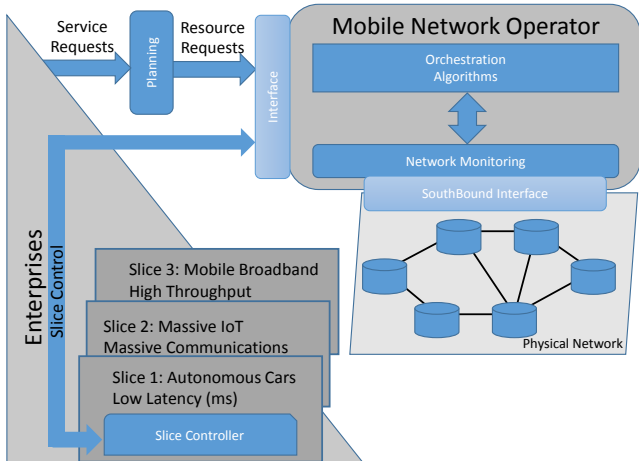 Service
Requests
Resource
Requests
Planning
Interface
Mobile Network Operator
Orchestration
Algorithms
Network Monitoring
SouthBound Interface
Physical Network
Enterprises
Slice Control
Slice 3: Mobile Broadband
High Throughput
Slice 2: Massive IoT
Massive Communications
Slice 1: Autonomous Cars
Low Latency (ms)
Slice Controller